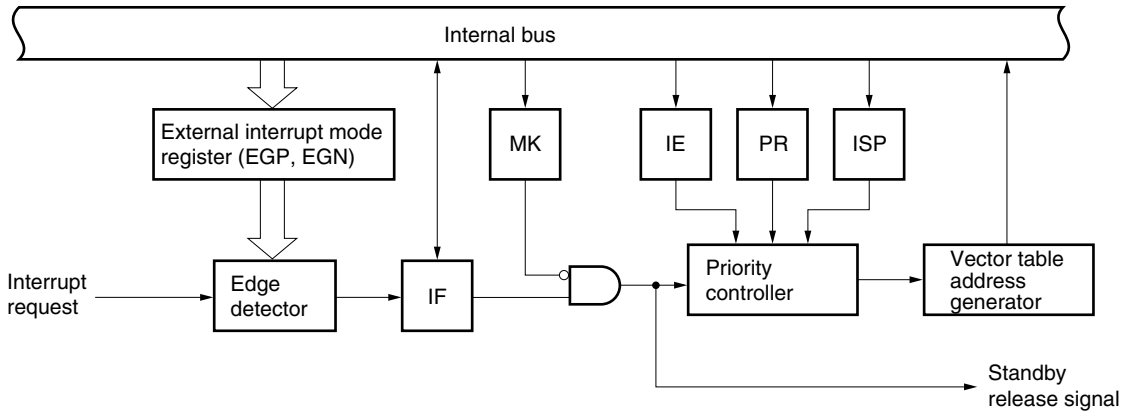 Internal bus
External interrupt mode
register (EGP, EGN)
MK
IE
PR
ISP
Interrupt
request
Edge
detector
IF
Priority
controller
Vector table
address
generator
Standby
release signal